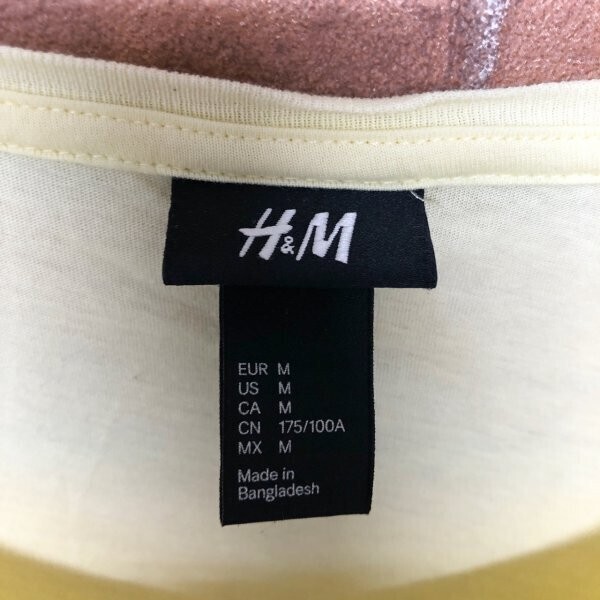 H&M
EUR M
US M
CA M
CN 175/100A
MX M
Made in
Bangladesh